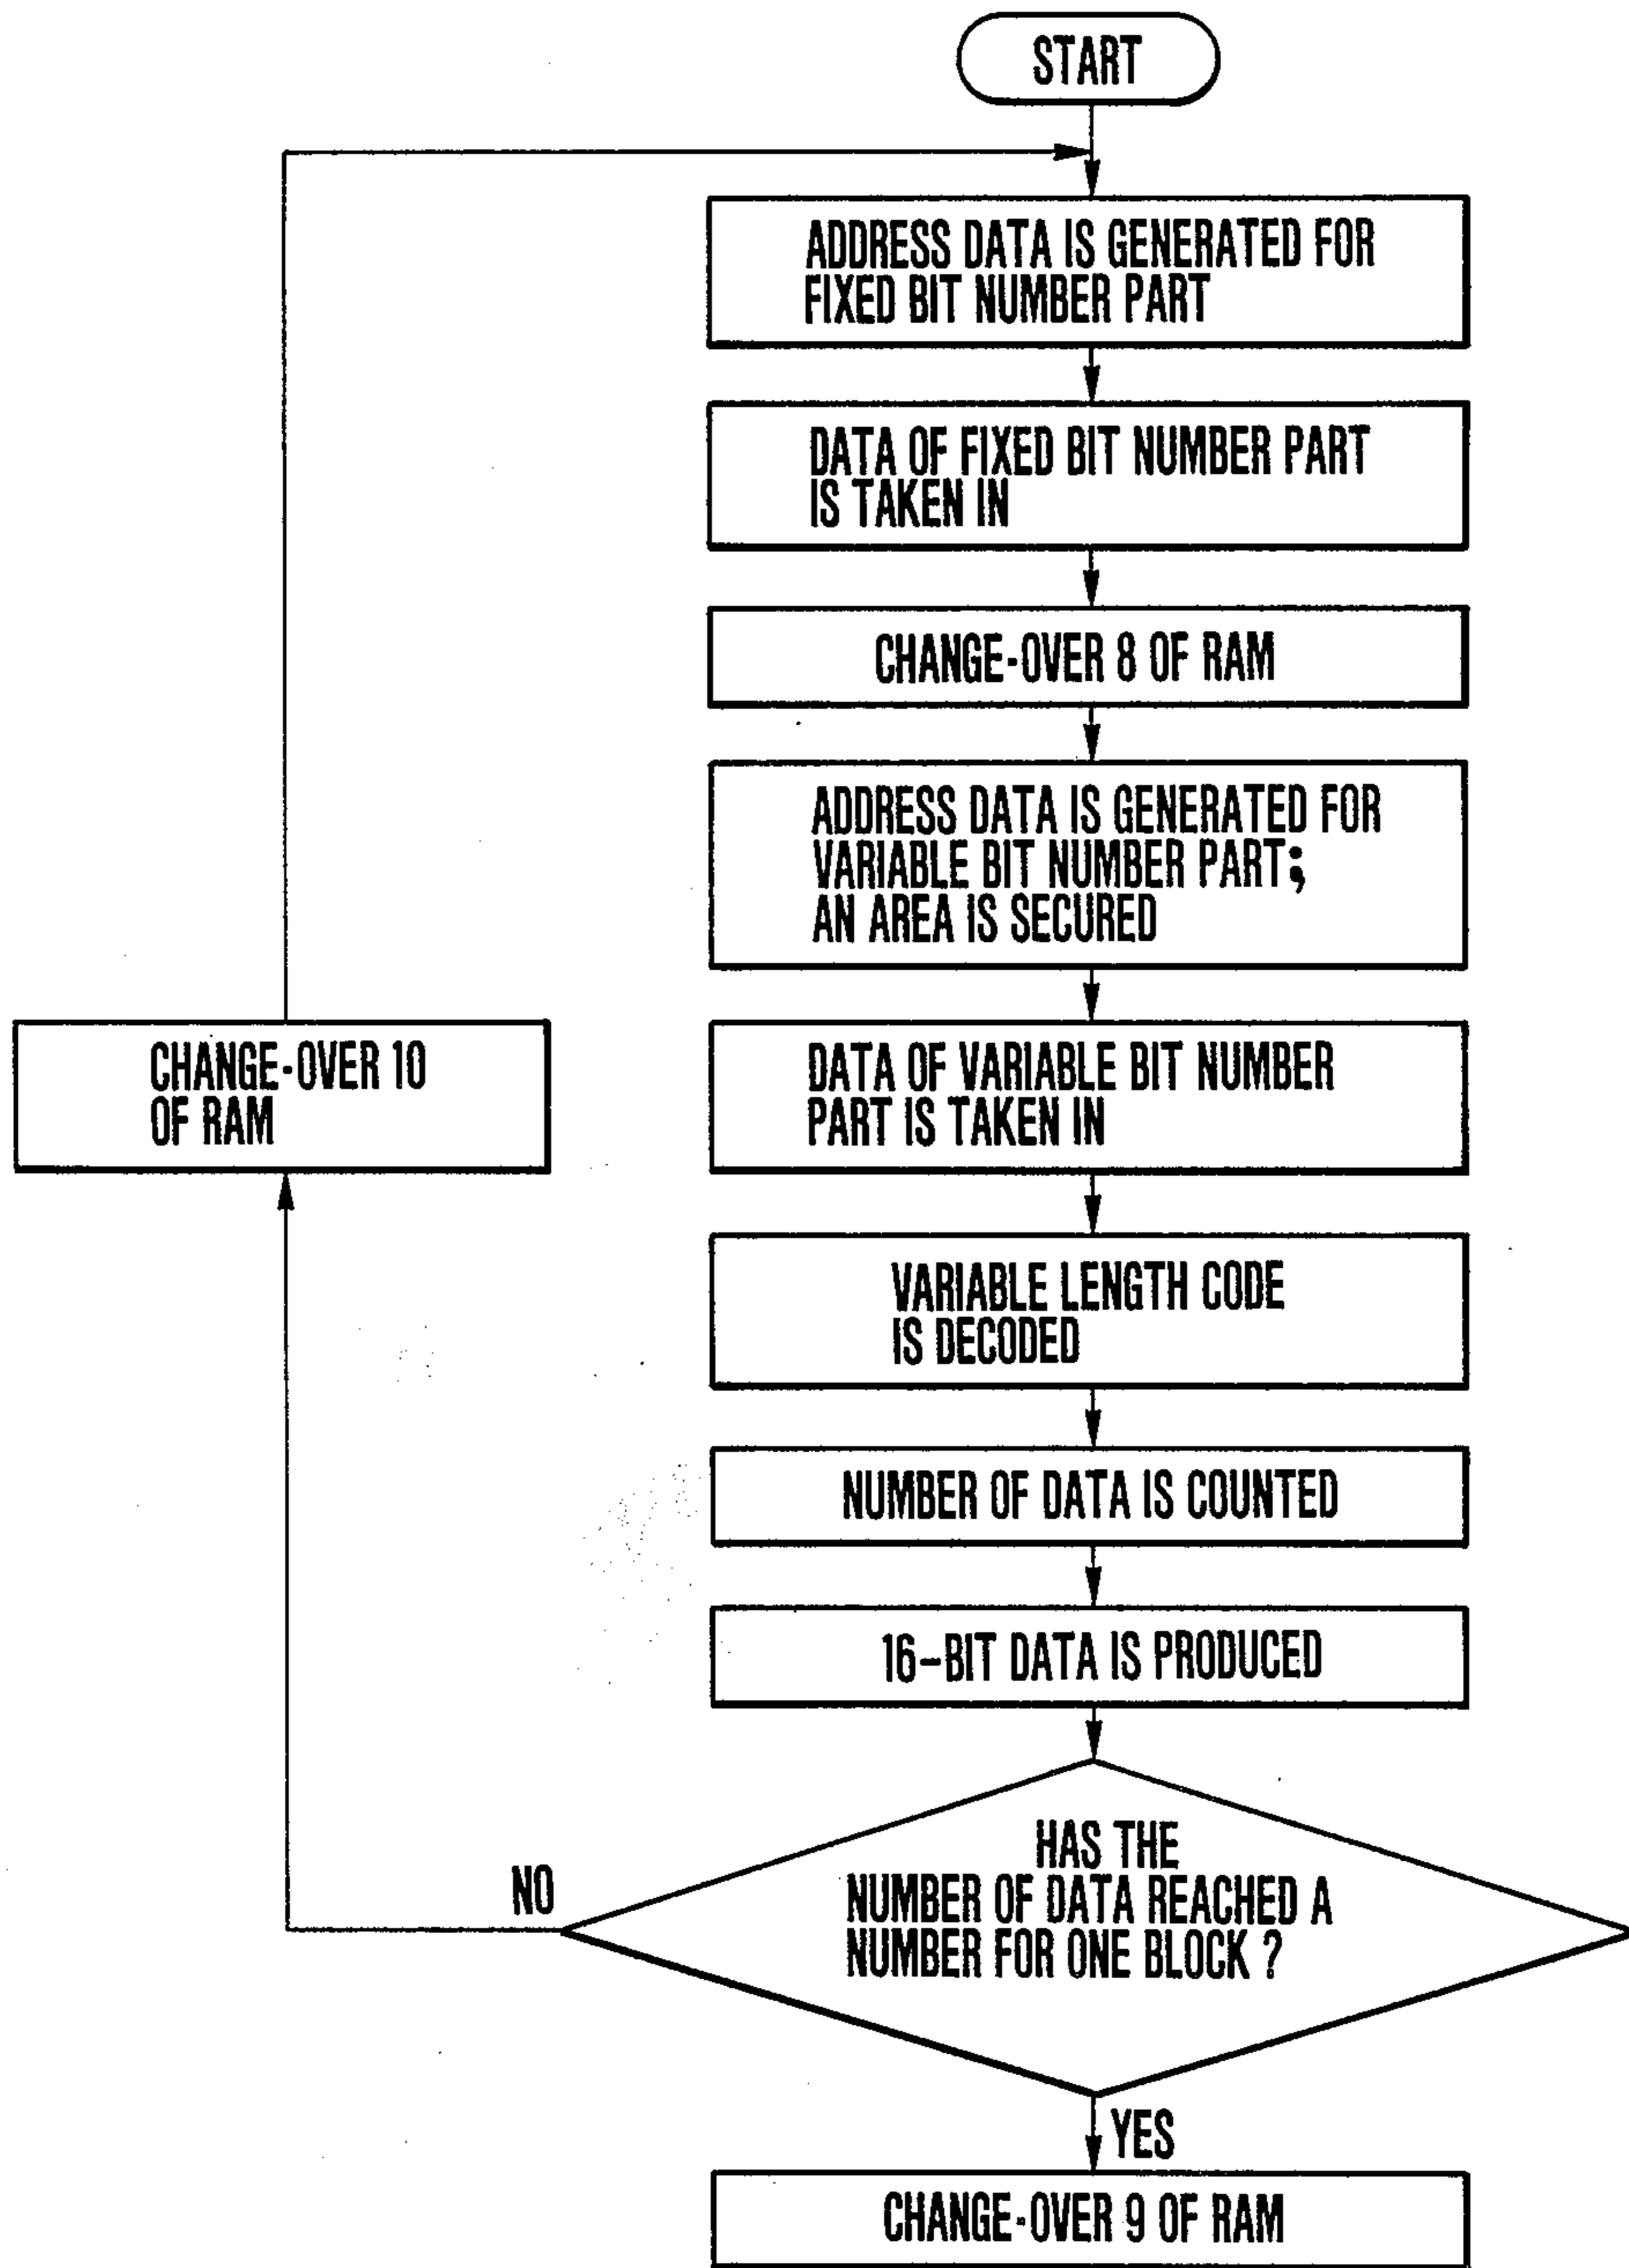 START
ADDRESS DATA IS GENERATED FOR
FIXED BIT NUMBER PART
DATA OF FIXED BIT NUMBER PART
IS TAKEN IN
CHANGE-OVER 8 OF RAM
ADDRESS DATA IS GENERATED FOR
VARIABLE BIT NUMBER PART;
AN AREA IS SECURED
CHANGE-OVER 10
OF RAM
DATA OF VARIABLE BIT NUMBER
PART IS TAKEN IN
VARIABLE LENGTH CODE
IS DECODED
NUMBER OF DATA IS COUNTED
16-BIT DATA IS PRODUCED
HAS THE
NUMBER OF DATA REACHED A
NUMBER FOR ONE BLOCK ?
NO
YES
CHANGE-OVER 9 OF RAM